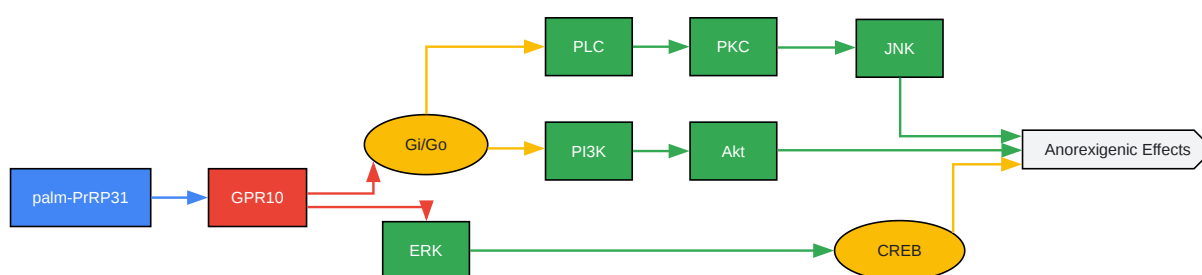 PLC
PKC
JNK
Gi/Go
PI3K
Akt
Anorexigenic Effects
palm-PrRP31
GPR10
ERK
CREB